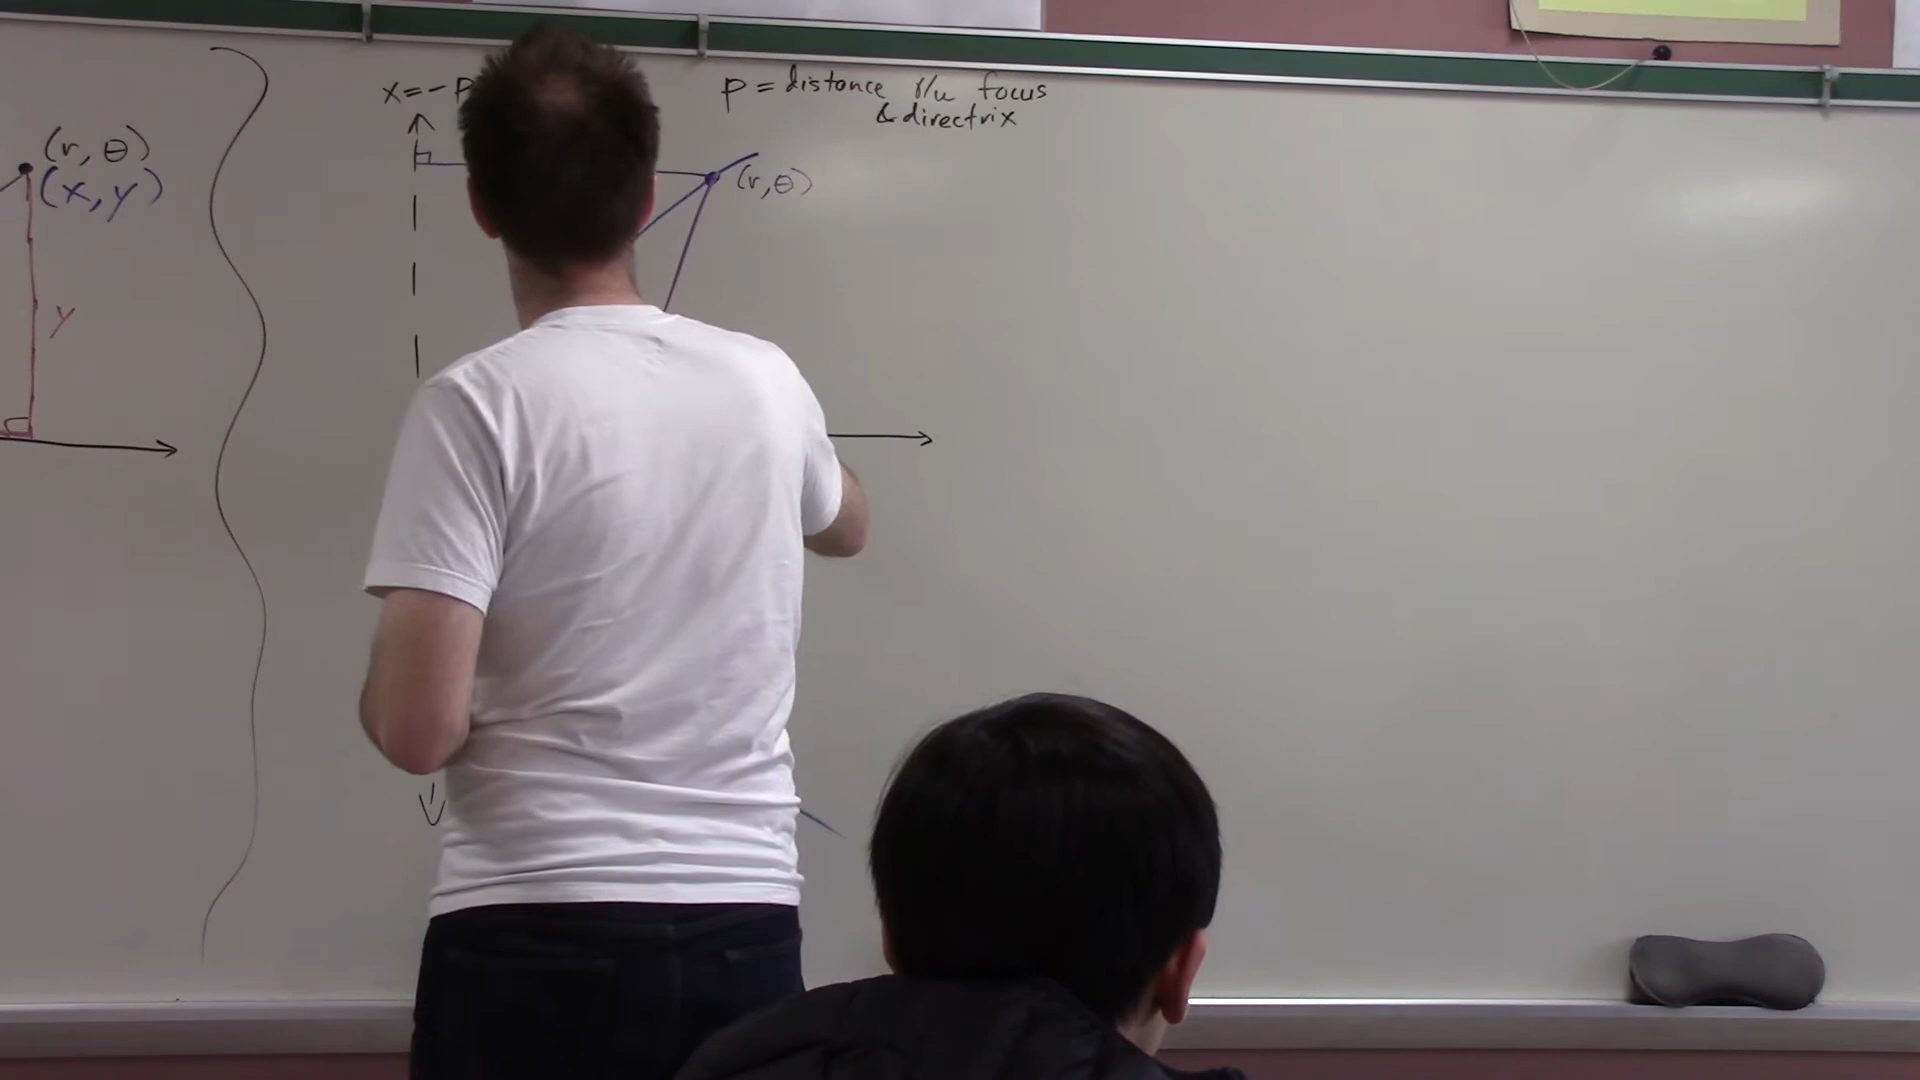 (r, θ)
(x, y)
y
x = - P
p = distance b/w focus
& directrix
(r, θ)